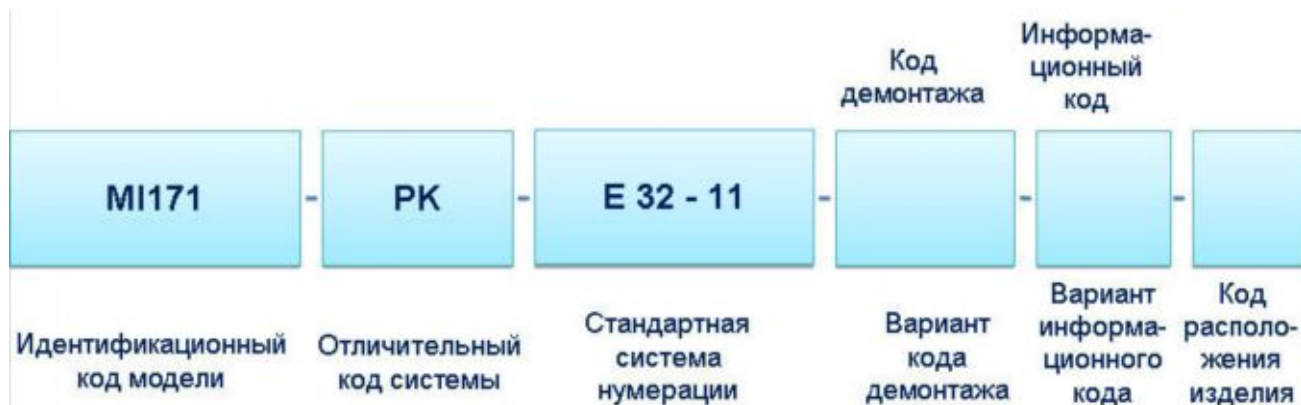 Код
демонтажа
Информа-
ционный
код
MI171 - PK - E 32 - 11 - - -
Идентификационный
код модели
Отличительный
код системы
Стандартная
система
нумерации
Вариант
кода
демонтажа
Вариант
информа-
ционного
кода
Код
располо-
жения
изделия